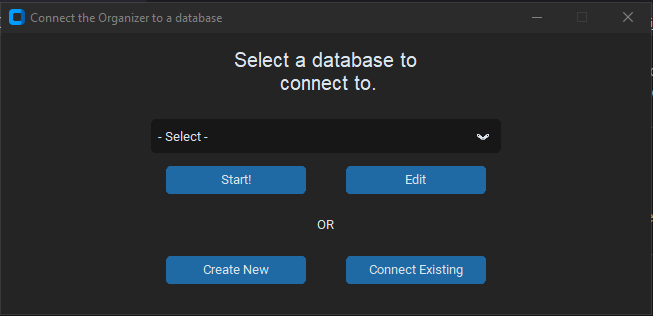 Connect the Organizer to a database
Select a database to
connect to.
- Select -
Start!
Edit
OR
Create New
Connect Existing